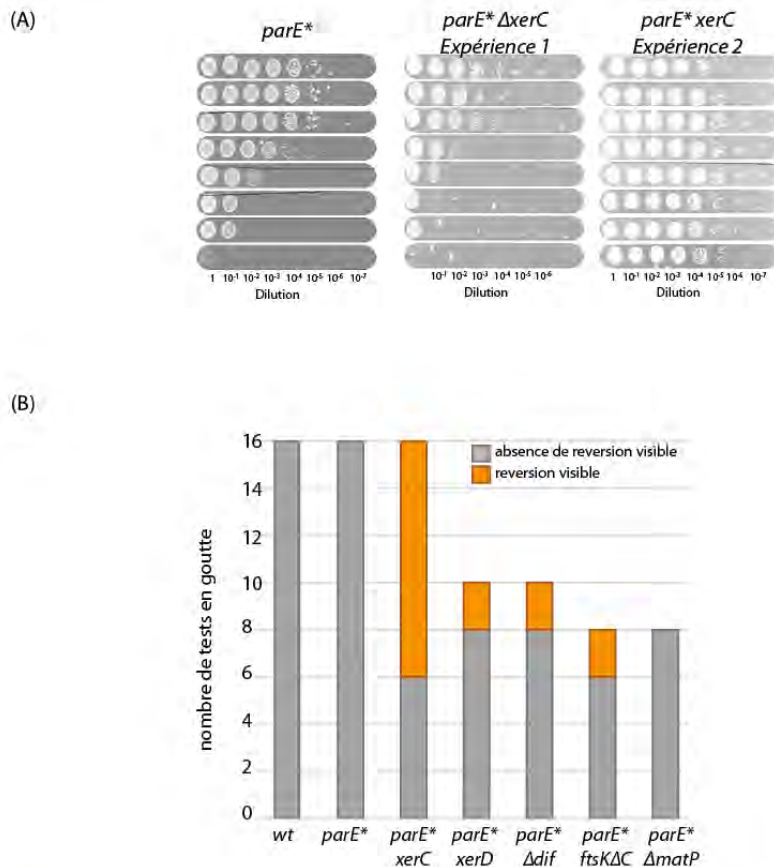 (A)
parE*
parE* ΔxerC
Expérience 1
parE* xerC
Expérience 2
1 10-1 10-2 10-3 10-4 10-5 10-6 10-7
Dilution
10-1 10-2 10-3 10-4 10-5 10-6
Dilution
1 10-1 10-2 10-3 10-4 10-5 10-6 10-7
Dilution
(B)
nombre de tests en goutte
16
14
12
10
8
6
4
2
0
absence de reversion visible
reversion visible
wt
parE*
parE* xerC
parE* xerD
parE* Δdif
parE* ftsKΔC
parE* ΔmatP